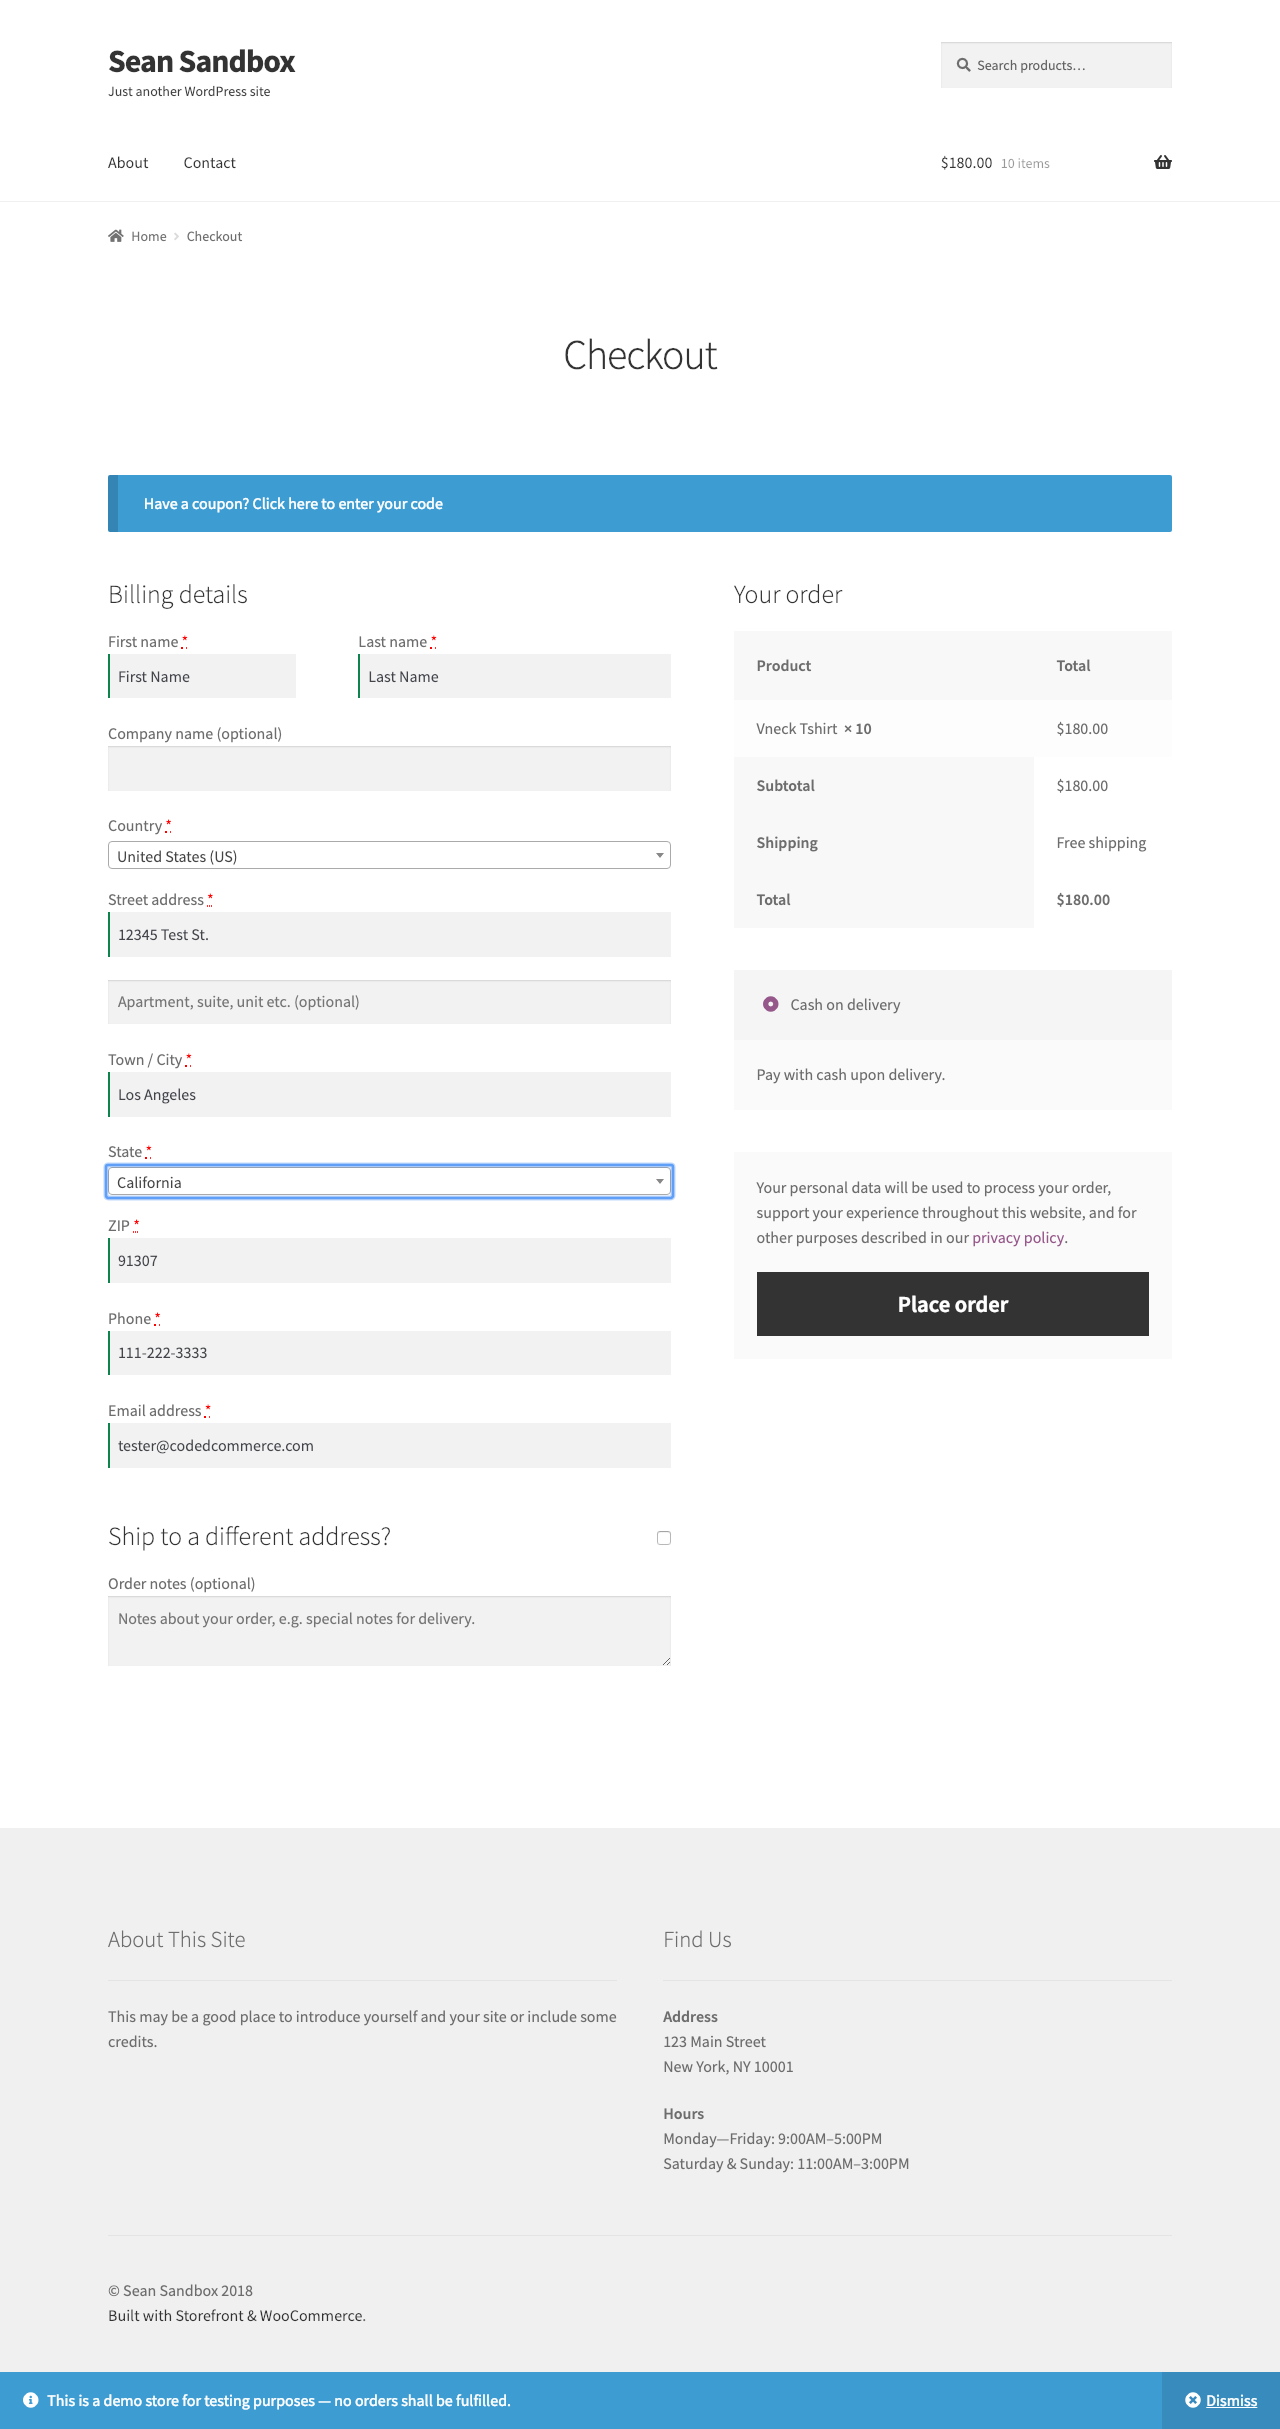 Sean Sandbox
Just another WordPress site
Search products…
About Contact
$180.00 10 items
Home Checkout
Checkout
Have a coupon? Click here to enter your code
Billing details
First name *
First Name
Last name *
Last Name
Company name (optional)
Country *
United States (US)
Street address *
12345 Test St.
Apartment, suite, unit etc. (optional)
Town / City *
Los Angeles
State *
California
ZIP *
91307
Phone *
111-222-3333
Email address *
tester@codedcommerce.com
Ship to a different address?
Order notes (optional)
Notes about your order, e.g. special notes for delivery.
Your order
Product Total
Vneck Tshirt × 10 $180.00
Subtotal $180.00
Shipping Free shipping
Total $180.00
Cash on delivery
Pay with cash upon delivery.
Your personal data will be used to process your order,
support your experience throughout this website, and for
other purposes described in our privacy policy.
Place order
About This Site
This may be a good place to introduce yourself and your site or include some
credits.
Find Us
Address
123 Main Street
New York, NY 10001
Hours
Monday—Friday: 9:00AM–5:00PM
Saturday & Sunday: 11:00AM–3:00PM
© Sean Sandbox 2018
Built with Storefront & WooCommerce.
This is a demo store for testing purposes — no orders shall be fulfilled.
Dismiss